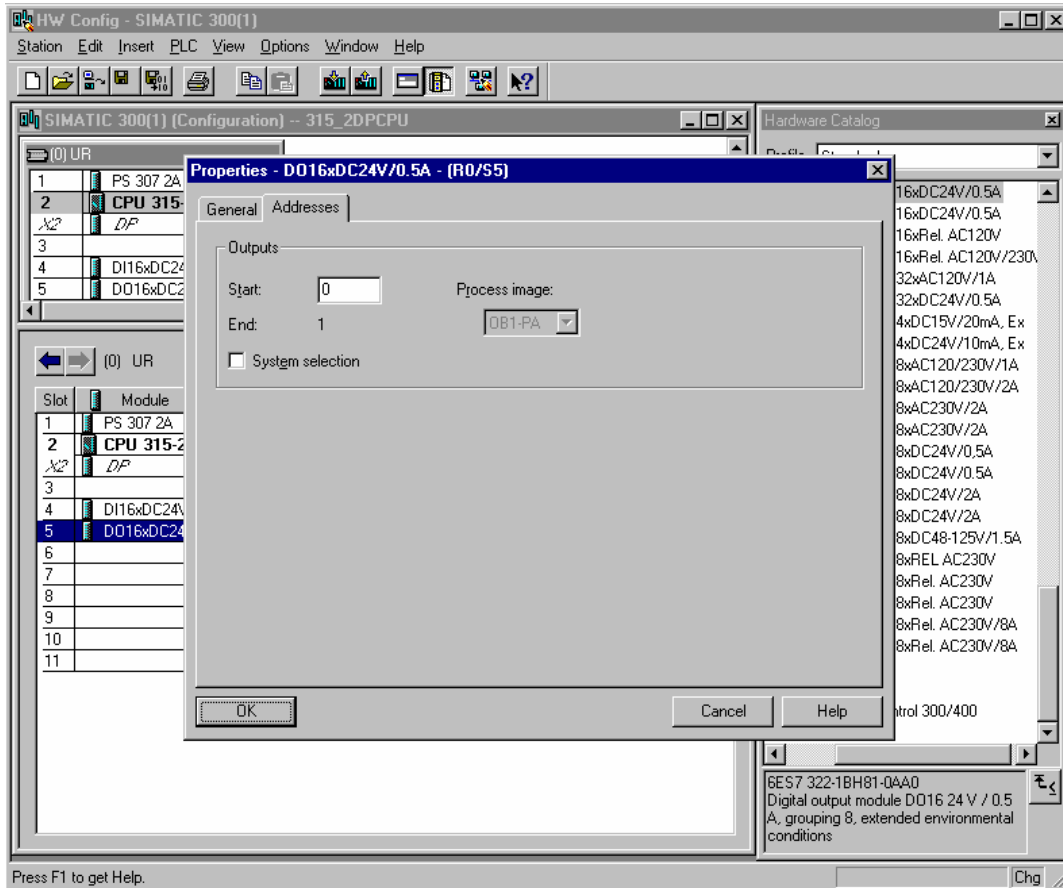 HW Config - SIMATIC 300(1)
Station Edit Insert PLC View Options Window Help
SIMATIC 300(1) (Configuration) -- 315_2DPCPU
(0) UR
1 PS 307 2A
2 CPU 315-
X2 DP
3
4 DI16xDC24
5 DO16xDC2
(0) UR
Slot Module
1 PS 307 2A
2 CPU 315-2
X2 DP
3
4 DI16xDC24V
5 DO16xDC24
6
7
8
9
10
11
Properties - DO16xDC24V/0.5A - (R0/S5)
General Addresses
Outputs
Start: 0
Process image:
End: 1
OB1-PA
System selection
OK Cancel Help
Hardware Catalog
16xDC24V/0.5A
16xDC24V/0.5A
16xRel. AC120V
16xRel. AC120V/230V
32xAC120V/1A
32xDC24V/0.5A
4xDC15V/20mA, Ex
4xDC24V/10mA, Ex
8xAC120/230V/1A
8xAC120/230V/2A
8xAC230V/2A
8xAC230V/2A
8xDC24V/0,5A
8xDC24V/0.5A
8xDC24V/2A
8xDC24V/2A
8xDC48-125V/1.5A
8xREL AC230V
8xRel. AC230V
8xRel. AC230V
8xRel. AC230V/8A
8xRel. AC230V/8A
ntrol 300/400
6ES7 322-1BH81-0AA0
Digital output module DO16 24 V / 0.5
A, grouping 8, extended environmental
conditions
Press F1 to get Help.
Chg